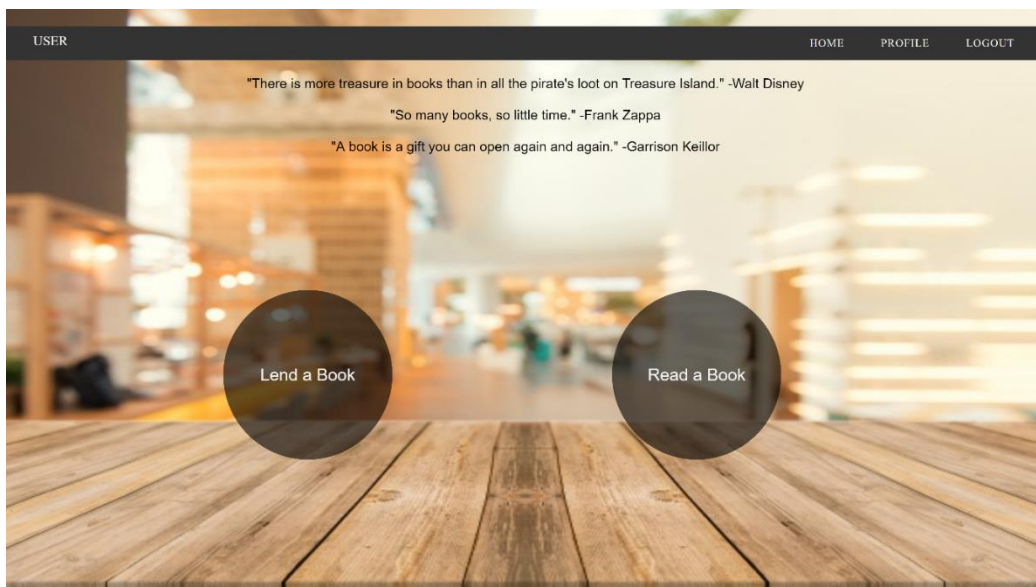 USER
HOME PROFILE LOGOUT
"There is more treasure in books than in all the pirate's loot on Treasure Island." -Walt Disney
"So many books, so little time." -Frank Zappa
"A book is a gift you can open again and again." -Garrison Keillor
Lend a Book
Read a Book